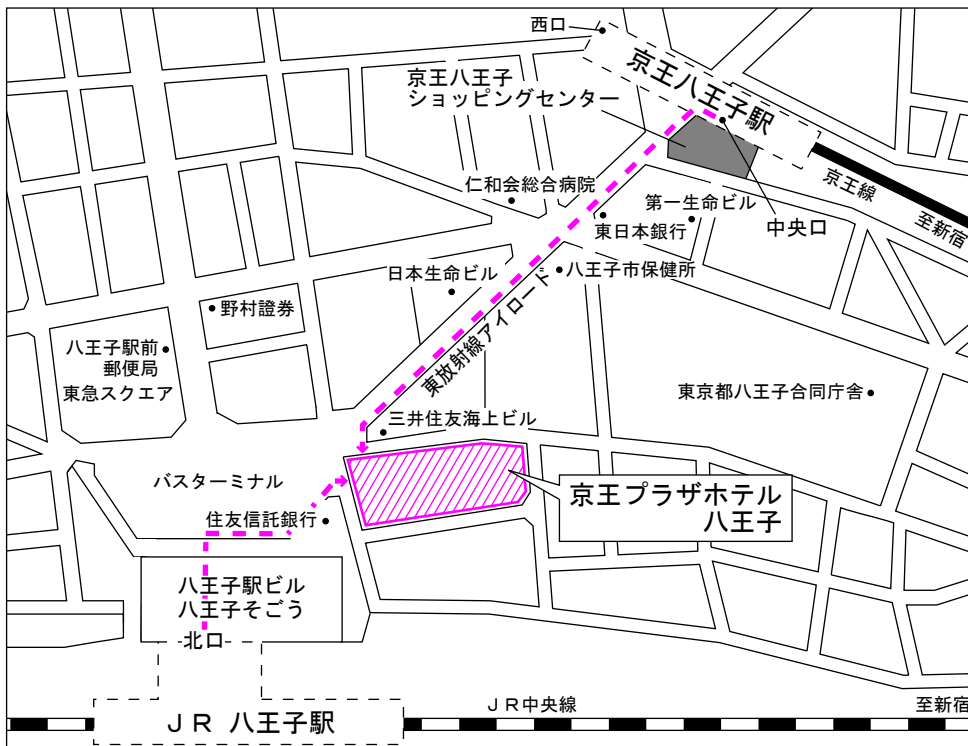 西口
京王八王子駅
京王八王子
ショッピングセンター
京王線
至新宿
仁和会総合病院
第一生命ビル
東日本銀行
中央口
八王子市保健所
日本生命ビル
東放射線アイロード
野村證券
八王子駅前
郵便局
東急スクエア
東京都八王子合同庁舎
三井住友海上ビル
バスターミナル
京王プラザホテル
八王子
住友信託銀行
八王子駅ビル
八王子そごう
北口
ＪＲ中央線
至新宿
ＪＲ 八王子駅